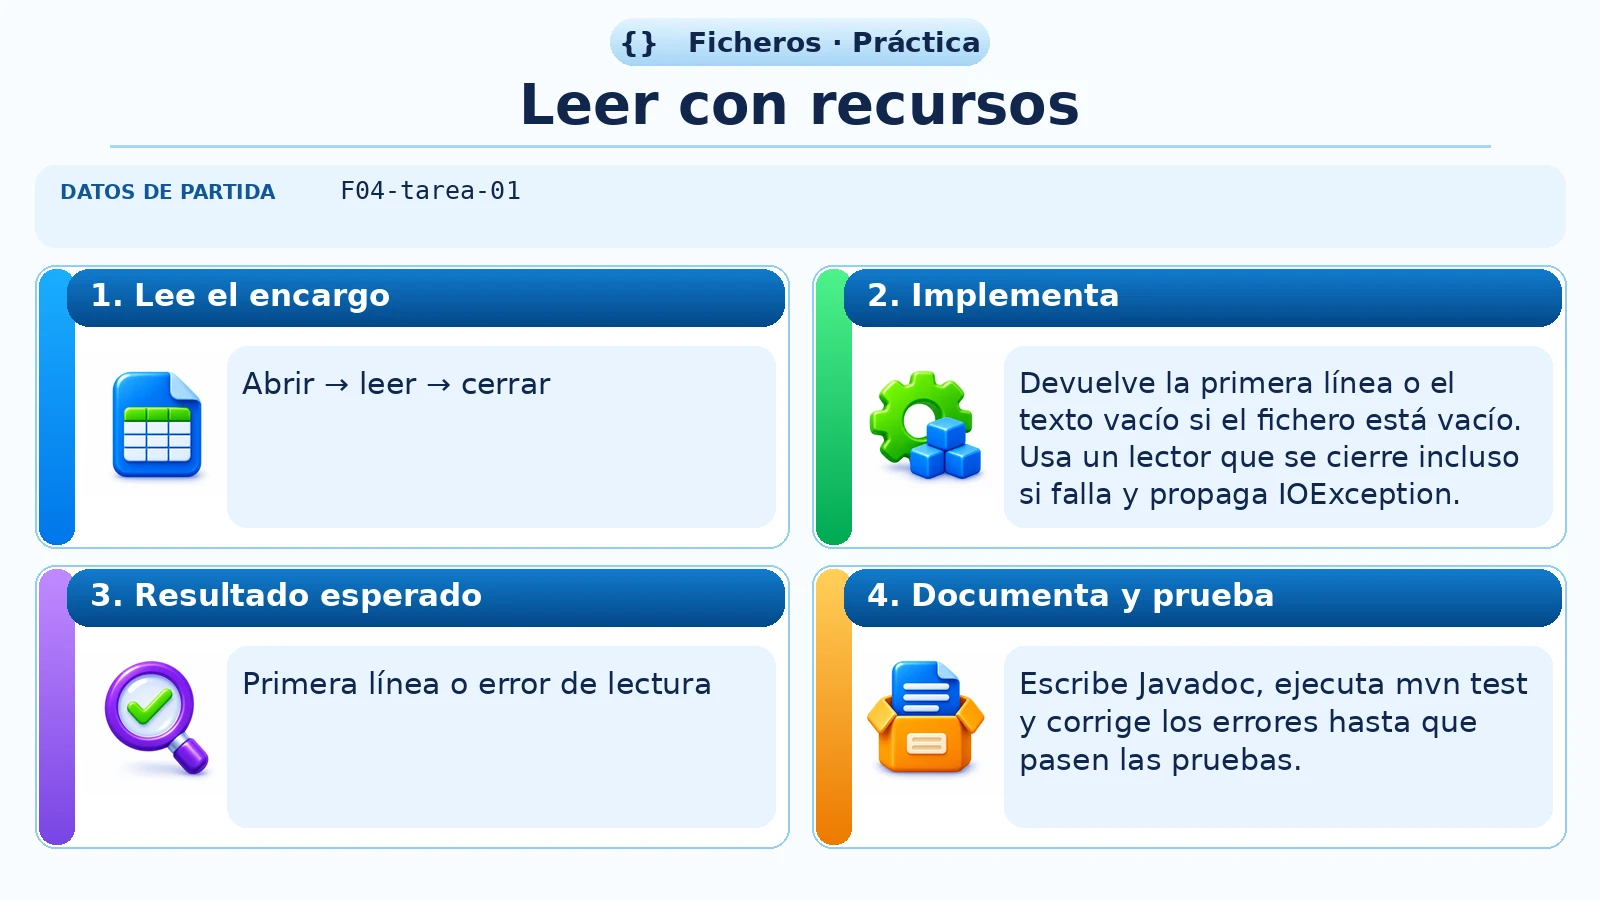 {} Ficheros · Práctica
Leer con recursos
DATOS DE PARTIDA F04-tarea-01
1. Lee el encargo
Abrir → leer → cerrar
2. Implementa
Devuelve la primera línea o el
texto vacío si el fichero está vacío.
Usa un lector que se cierre incluso
si falla y propaga IOException.
3. Resultado esperado
Primera línea o error de lectura
4. Documenta y prueba
Escribe Javadoc, ejecuta mvn test
y corrige los errores hasta que
pasen las pruebas.